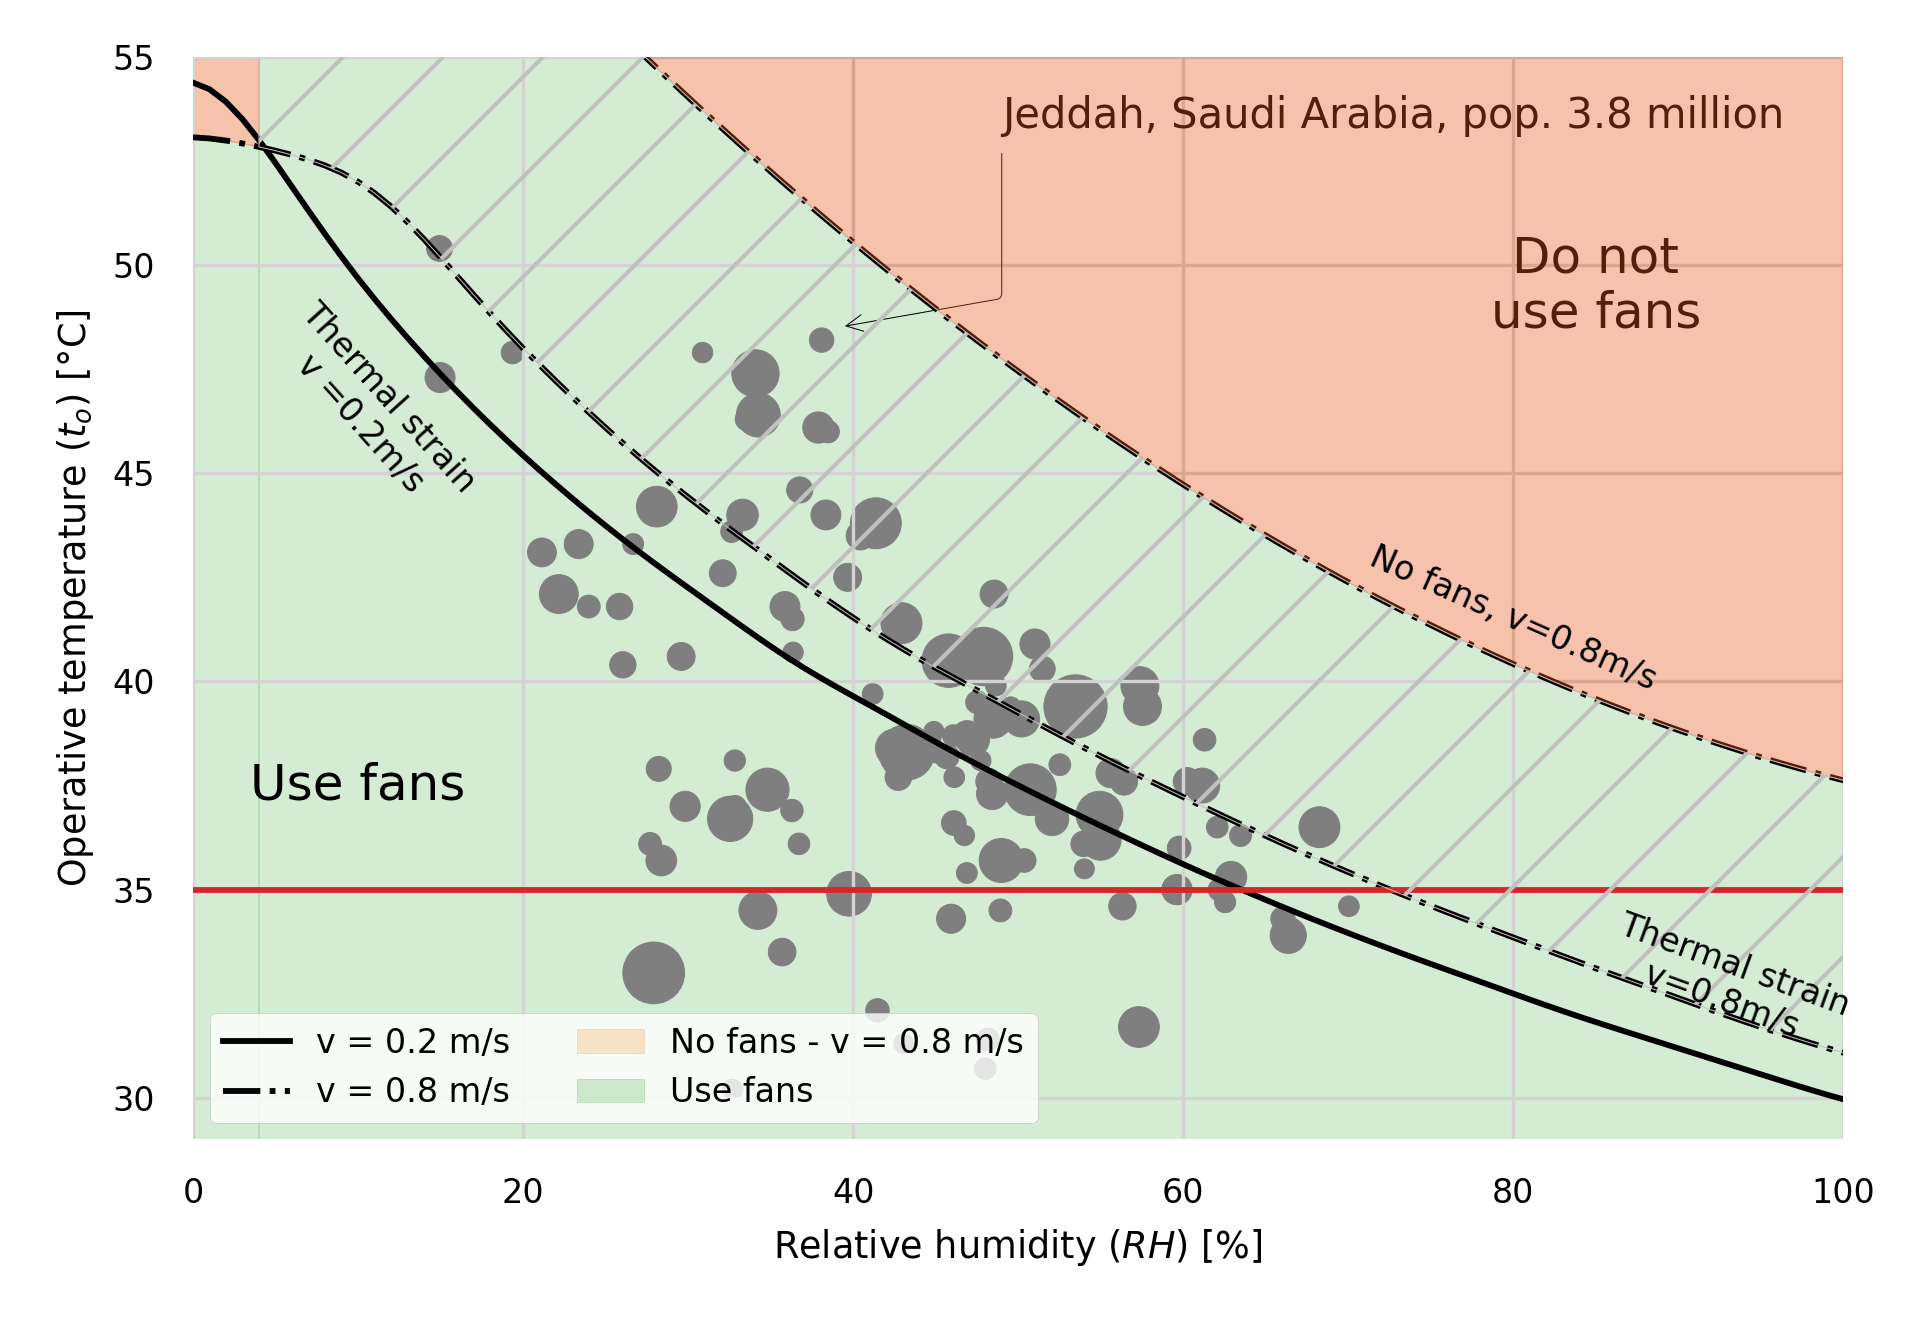 55
50
45
40
35
30
Operative temperature (tₒ) [°C]
Jeddah, Saudi Arabia, pop. 3.8 million
Do not
use fans
Thermal strain
v =0.2m/s
No fans, v=0.8m/s
Use fans
Thermal strain
v=0.8m/s
v = 0.2 m/s
v = 0.8 m/s
No fans - v = 0.8 m/s
Use fans
0 20 40 60 80 100
Relative humidity (RH) [%]